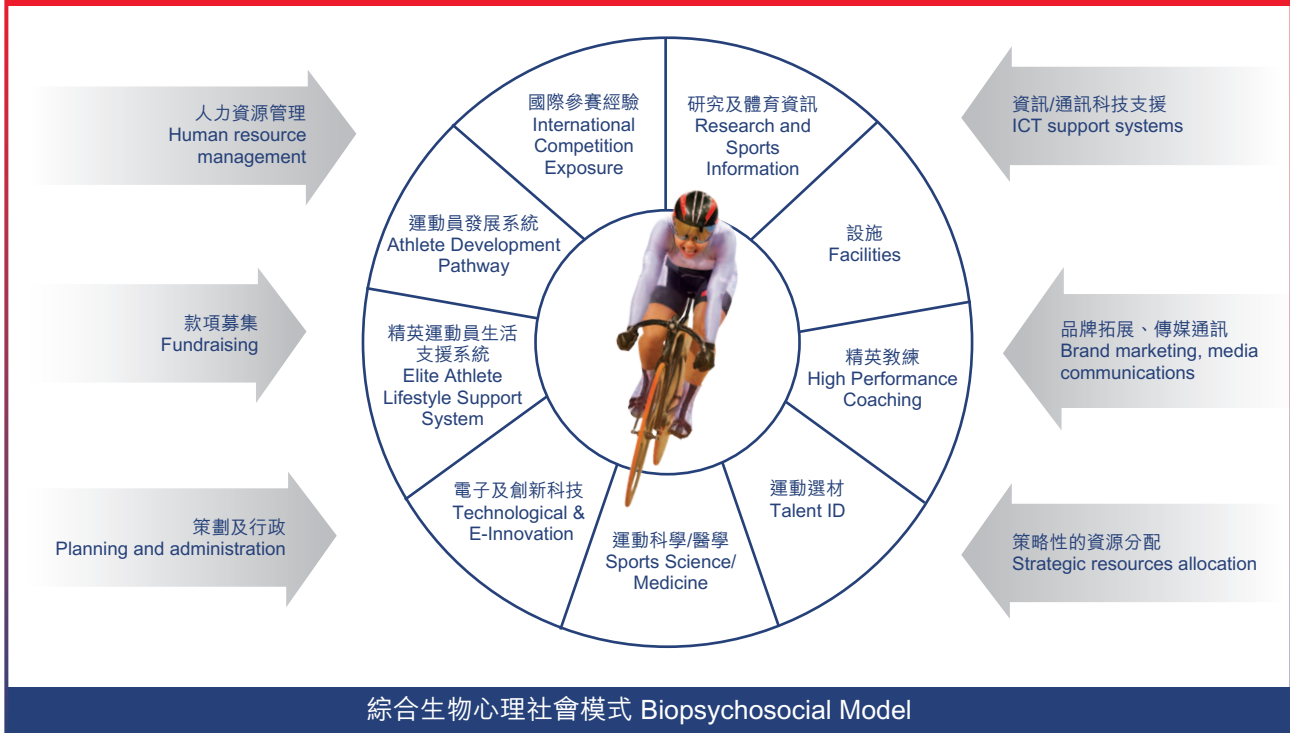 人力資源管理
Human resource
management
款項募集
Fundraising
策劃及行政
Planning and administration
國際參賽經驗
International
Competition
Exposure
研究及體育資訊
Research and
Sports
Information
設施
Facilities
精英教練
High Performance
Coaching
運動選材
Talent ID
運動科學/醫學
Sports Science/
Medicine
電子及創新科技
Technological &
E-Innovation
精英運動員生活
支援系統
Elite Athlete
Lifestyle Support
System
運動員發展系統
Athlete Development
Pathway
資訊/通訊科技支援
ICT support systems
品牌拓展、傳媒通訊
Brand marketing, media
communications
策略性的資源分配
Strategic resources allocation
綜合生物心理社會模式 Biopsychosocial Model